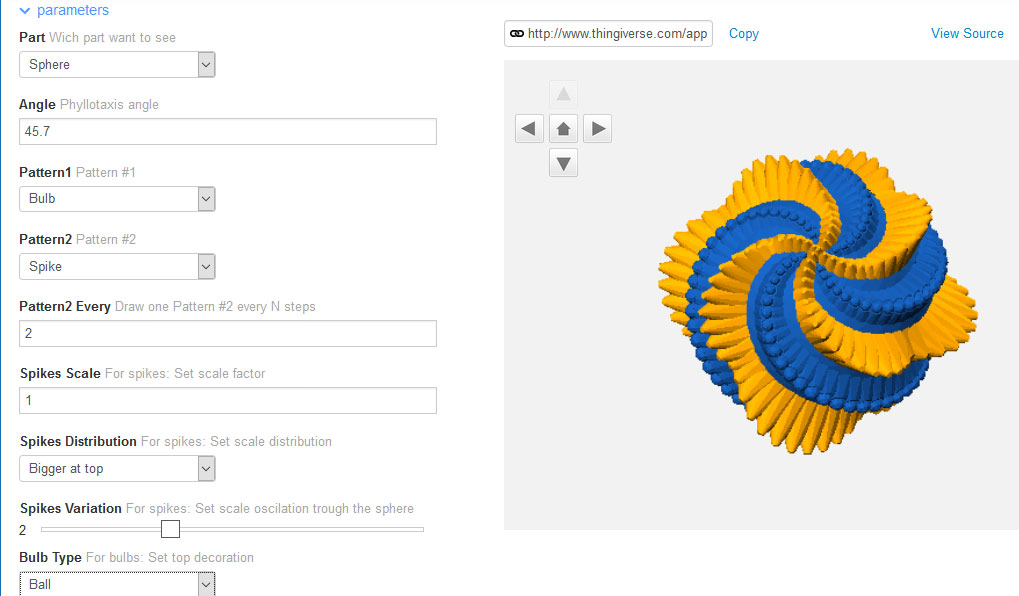 parameters
Part Wich part want to see
Sphere
Angle Phyllotaxis angle
45.7
Pattern1 Pattern #1
Bulb
Pattern2 Pattern #2
Spike
Pattern2 Every Draw one Pattern #2 every N steps
2
Spikes Scale For spikes: Set scale factor
1
Spikes Distribution For spikes: Set scale distribution
Bigger at top
Spikes Variation For spikes: Set scale oscilation trough the sphere
2
Bulb Type For bulbs: Set top decoration
Ball
http://www.thingiverse.com/app
Copy
View Source